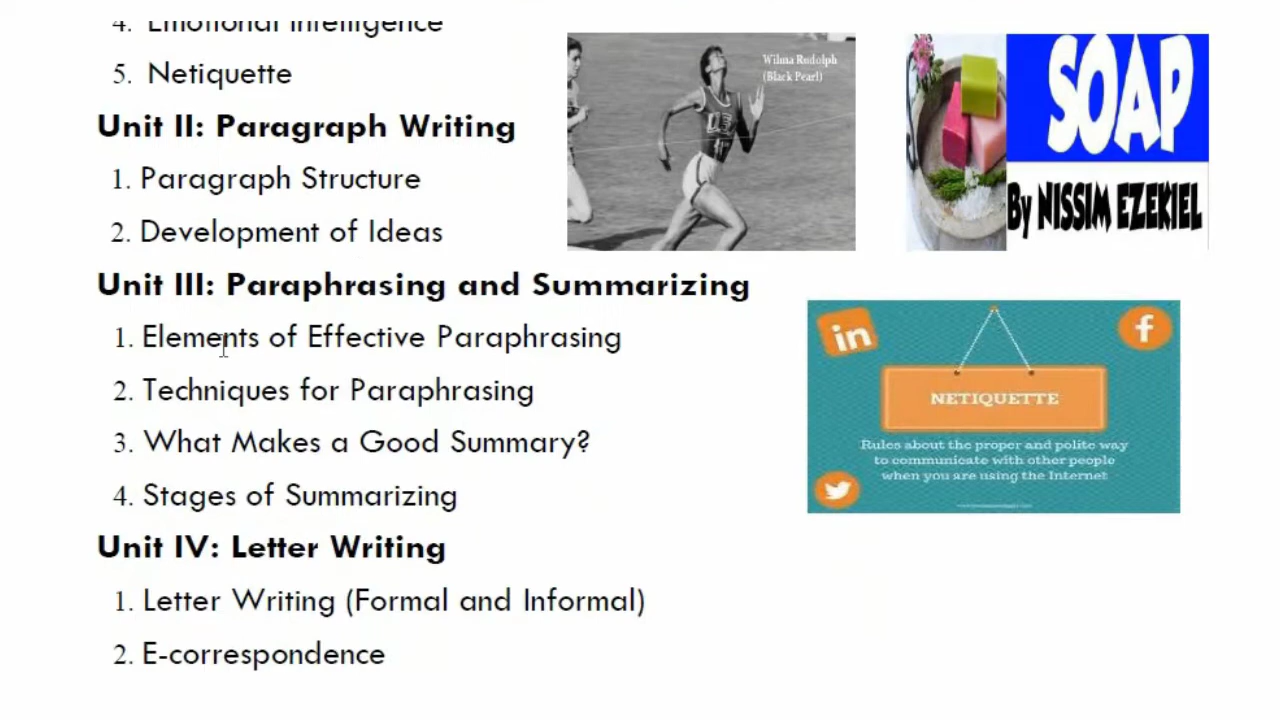 4. Emotional Intelligence
5. Netiquette
Unit II: Paragraph Writing
1. Paragraph Structure
2. Development of Ideas
Unit III: Paraphrasing and Summarizing
1. Elements of Effective Paraphrasing
2. Techniques for Paraphrasing
3. What Makes a Good Summary?
4. Stages of Summarizing
Unit IV: Letter Writing
1. Letter Writing (Formal and Informal)
2. E-correspondence
Wilma Rudolph
(Black Pearl)
SOAP
By NISSIM EZEKIEL
in
f
NETIQUETTE
Rules about the proper and polite way
to communicate with other people
when you are using the Internet